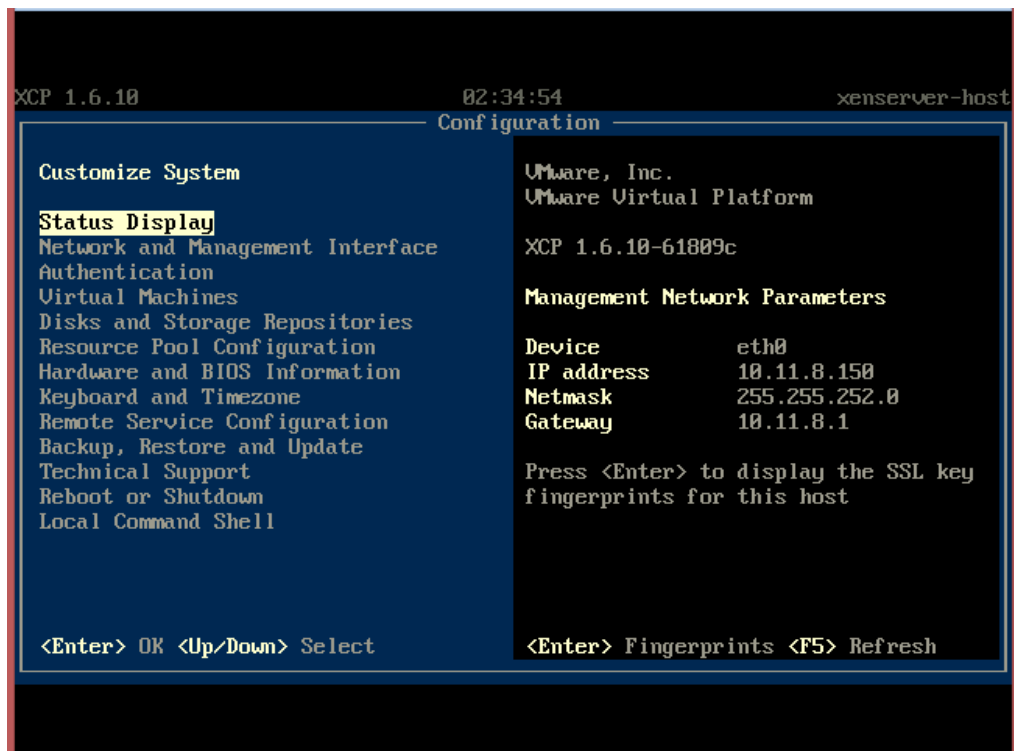 XCP 1.6.10 02:34:54 xenserver-host
Configuration
Customize System
Status Display
Network and Management Interface
Authentication
Virtual Machines
Disks and Storage Repositories
Resource Pool Configuration
Hardware and BIOS Information
Keyboard and Timezone
Remote Service Configuration
Backup, Restore and Update
Technical Support
Reboot or Shutdown
Local Command Shell
<Enter> OK <Up/Down> Select
VMware, Inc.
VMware Virtual Platform
XCP 1.6.10-61809c
Management Network Parameters
Device eth0
IP address 10.11.8.150
Netmask 255.255.252.0
Gateway 10.11.8.1
Press <Enter> to display the SSL key
fingerprints for this host
<Enter> Fingerprints <F5> Refresh